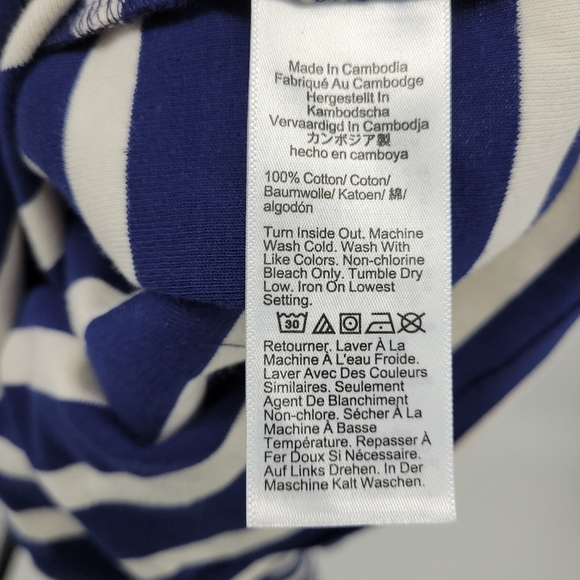 Made In Cambodia
Fabriqué Au Cambodge
Hergestellt In
Kambodscha
Vervaardigd In Cambodja
カンボジア製
hecho en camboya
100% Cotton/ Coton/
Baumwolle/ Katoen/ 綿/
algodón
Turn Inside Out. Machine
Wash Cold. Wash With
Like Colors. Non-chlorine
Bleach Only. Tumble Dry
Low. Iron On Lowest
Setting.
30
Retourner. Laver À La
Machine À L'eau Froide.
Laver Avec Des Couleurs
Similaires. Seulement
Agent De Blanchiment
Non-chlore. Sécher À La
Machine À Basse
Température. Repasser À
Fer Doux Si Nécessaire.
Auf Links Drehen. In Der
Maschine Kalt Waschen.